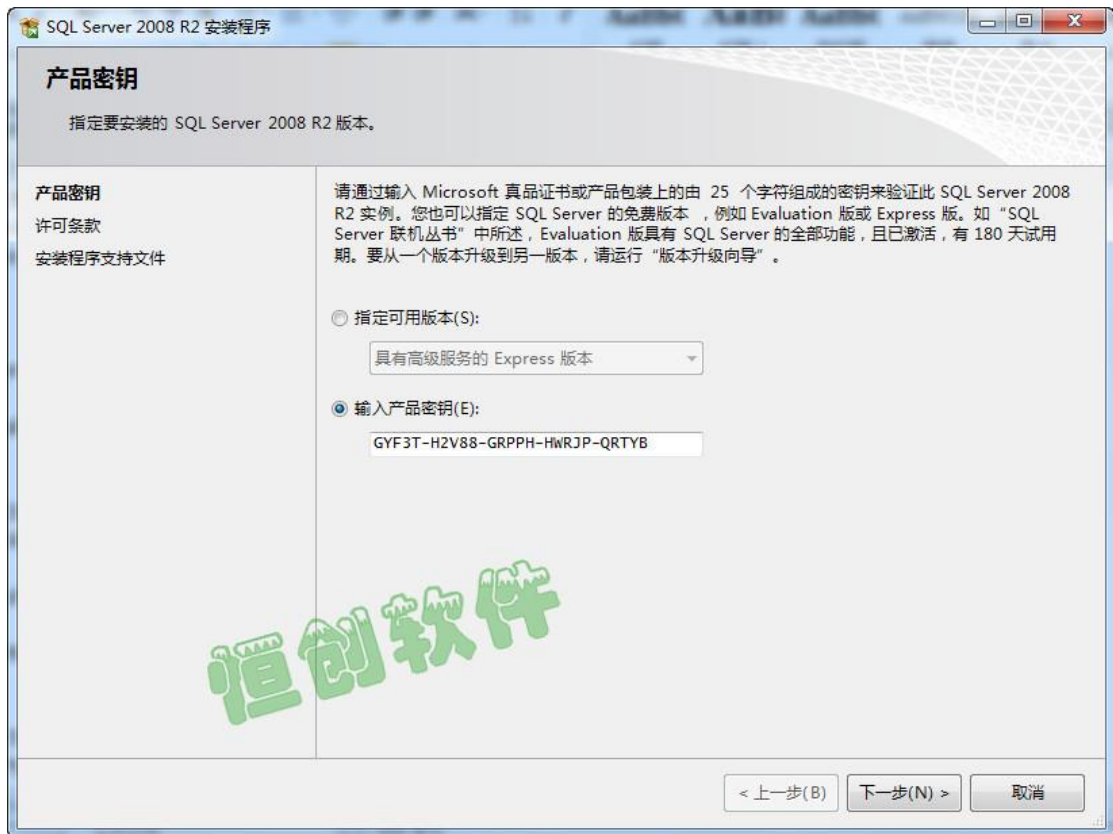 SQL Server 2008 R2 安装程序
产品密钥
指定要安装的 SQL Server 2008 R2 版本。
产品密钥
许可条款
安装程序支持文件
请通过输入 Microsoft 真品证书或产品包装上的由 25 个字符组成的密钥来验证此 SQL Server 2008
R2 实例。您也可以指定 SQL Server 的免费版本 ，例如 Evaluation 版或 Express 版。如“SQL
Server 联机丛书”中所述，Evaluation 版具有 SQL Server 的全部功能，且已激活，有 180 天试用
期。要从一个版本升级到另一版本，请运行“版本升级向导”。
指定可用版本(S):
具有高级服务的 Express 版本
输入产品密钥(E):
GYF3T-H2V88-GRPPH-HWRJP-QRTYB
恒创软件
< 上一步(B)
下一步(N) >
取消